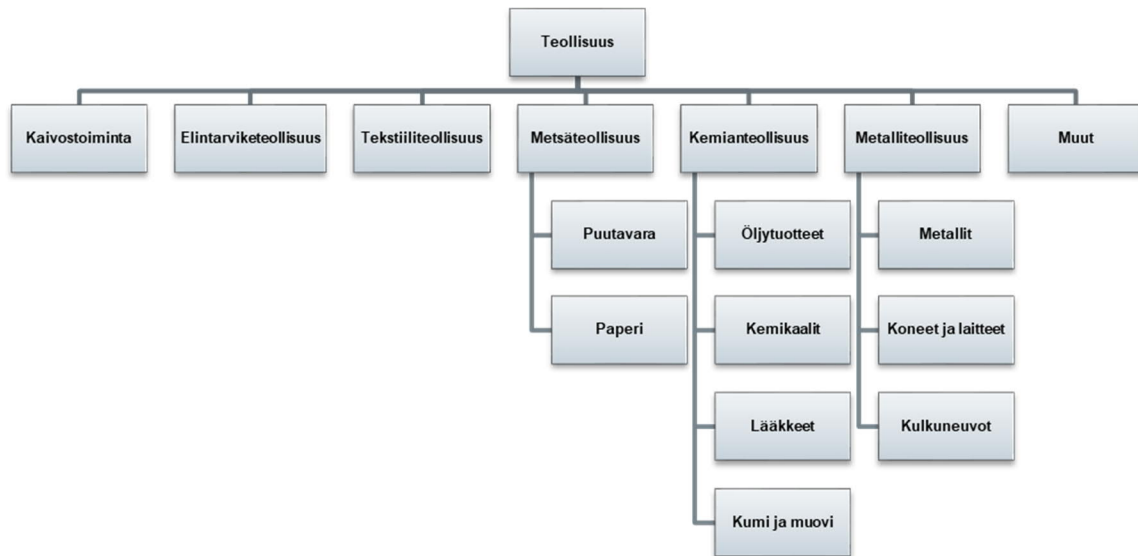 Teollisuus
Kaivostoiminta
Elintarviketeollisuus
Tekstiiliteollisuus
Metsäteollisuus
Kemianteollisuus
Metalliteollisuus
Muut
Puutavara
Öljytuotteet
Metallit
Paperi
Kemikaalit
Koneet ja laitteet
Lääkkeet
Kulkuneuvot
Kumi ja muovi